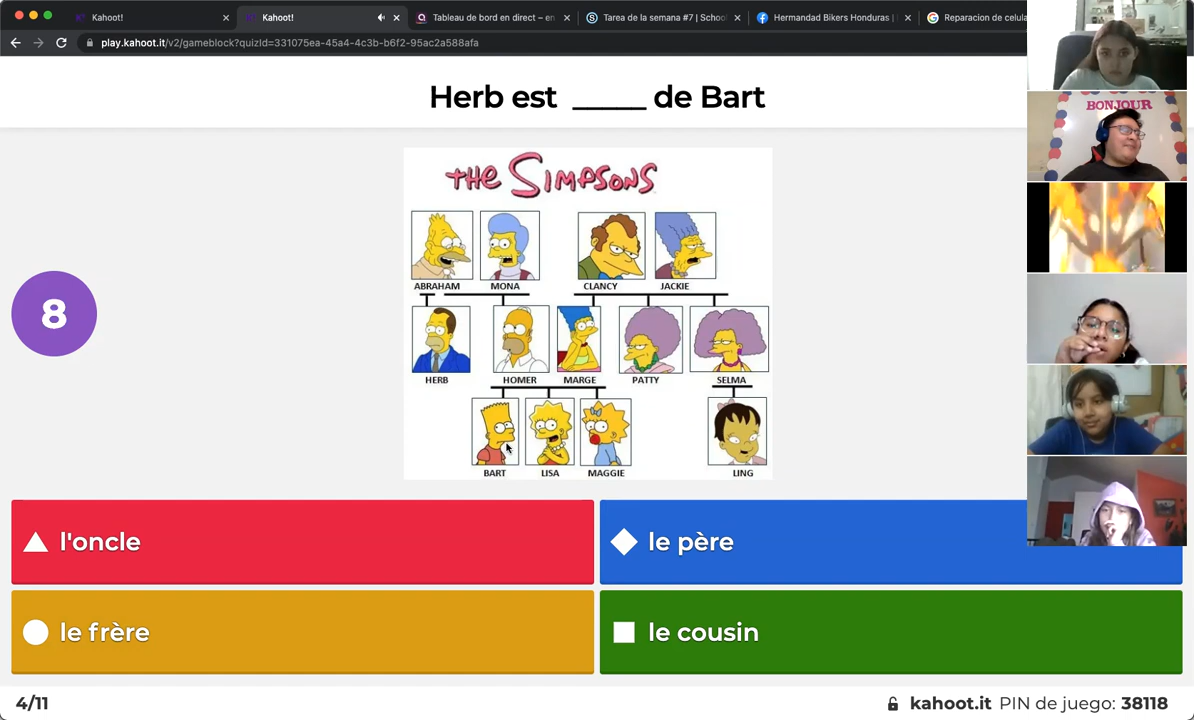 Kahoot!
Kahoot!
Tableau de bord en direct – en
Tarea de la semana #7 | School
Hermandad Bikers Honduras |
Reparacion de celula
play.kahoot.it/v2/gameblock?quizId=331075ea-45a4-4c3b-b6f2-95ac2a588afa
Herb est _____ de Bart
BONJOUR
THE SIMPSONS
ABRAHAM MONA CLANCY JACKIE
8
HERB HOMER MARGE PATTY SELMA
BART LISA MAGGIE LING
l'oncle
le père
le frère
le cousin
4/11
kahoot.it PIN de juego: 38118